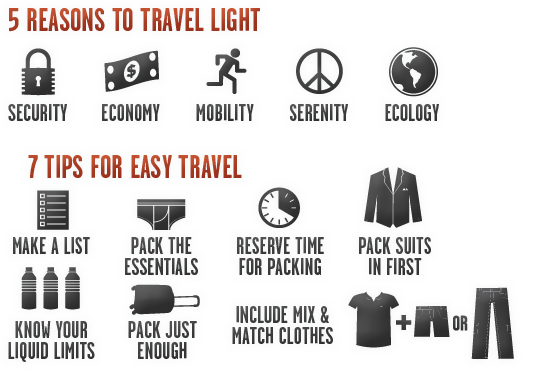 5 REASONS TO TRAVEL LIGHT
$
SECURITY ECONOMY MOBILITY SERENITY ECOLOGY
7 TIPS FOR EASY TRAVEL
MAKE A LIST
PACK THE
ESSENTIALS
RESERVE TIME
FOR PACKING
PACK SUITS
IN FIRST
KNOW YOUR
LIQUID LIMITS
PACK JUST
ENOUGH
INCLUDE MIX &
MATCH CLOTHES
+
OR